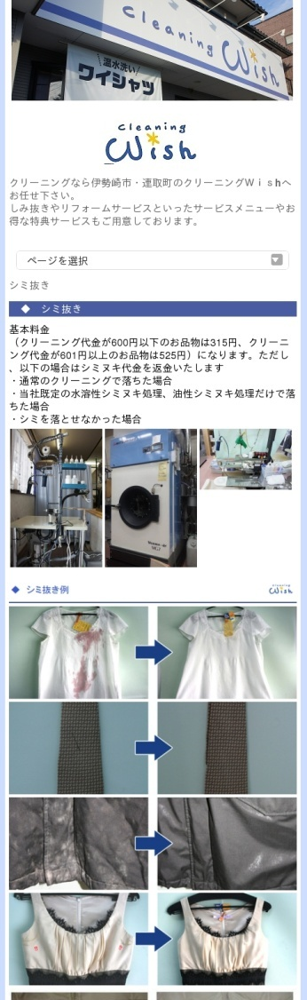 Cleaning
Wish
温水洗い
ワイシャツ
Cleaning
Wish
クリーニングなら伊勢崎市・連取町のクリーニングＷｉｓhへ
お任せ下さい。
しみ抜きやリフォームサービスといったサービスメニューやお
得な特典サービスもご用意しております。
ページを選択
シミ抜き
◆ シミ抜き
基本料金
（クリーニング代金が600円以下のお品物は315円、クリーニ
ング代金が601円以上のお品物は525円）になります。ただし
、以下の場合はシミヌキ代金を返金いたします
・通常のクリーニングで落ちた場合
・当社既定の水溶性シミヌキ処理、油性シミヌキ処理だけで落
ちた場合
・シミを落とせなかった場合
◆ シミ抜き例
Cleaning
Wish